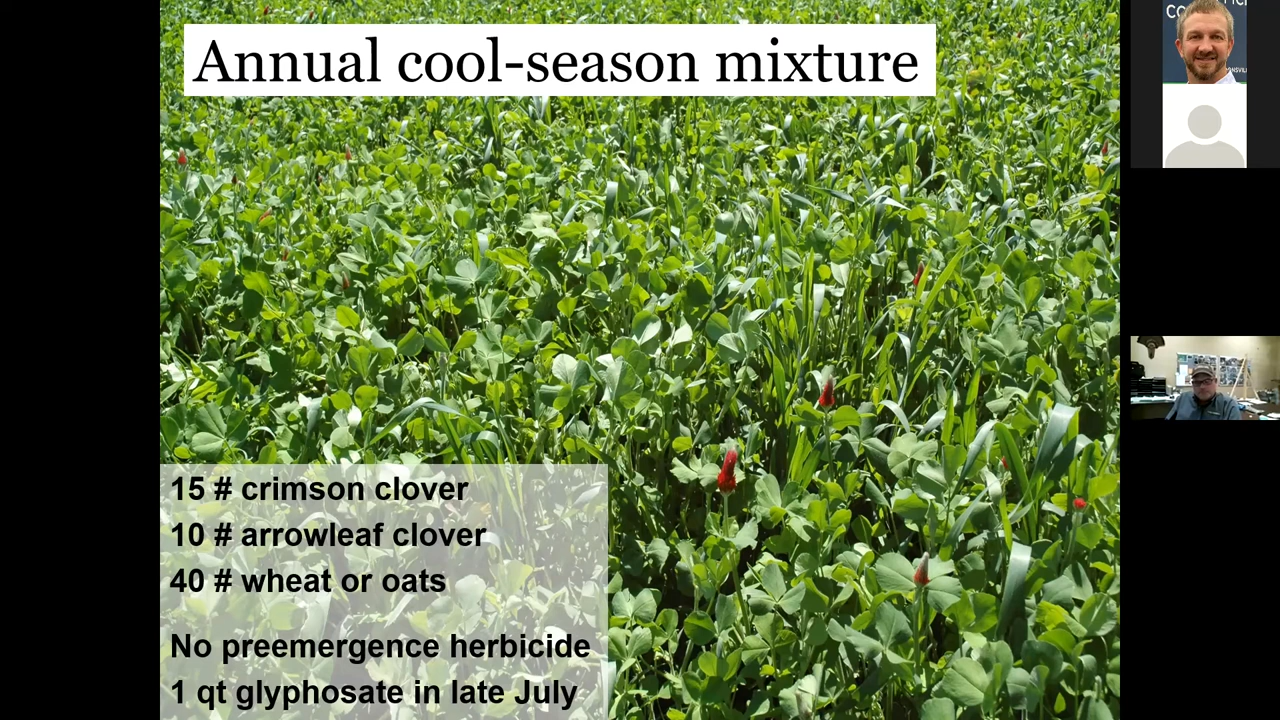 Annual cool-season mixture
15 # crimson clover
10 # arrowleaf clover
40 # wheat or oats
No preemergence herbicide
1 qt glyphosate in late July